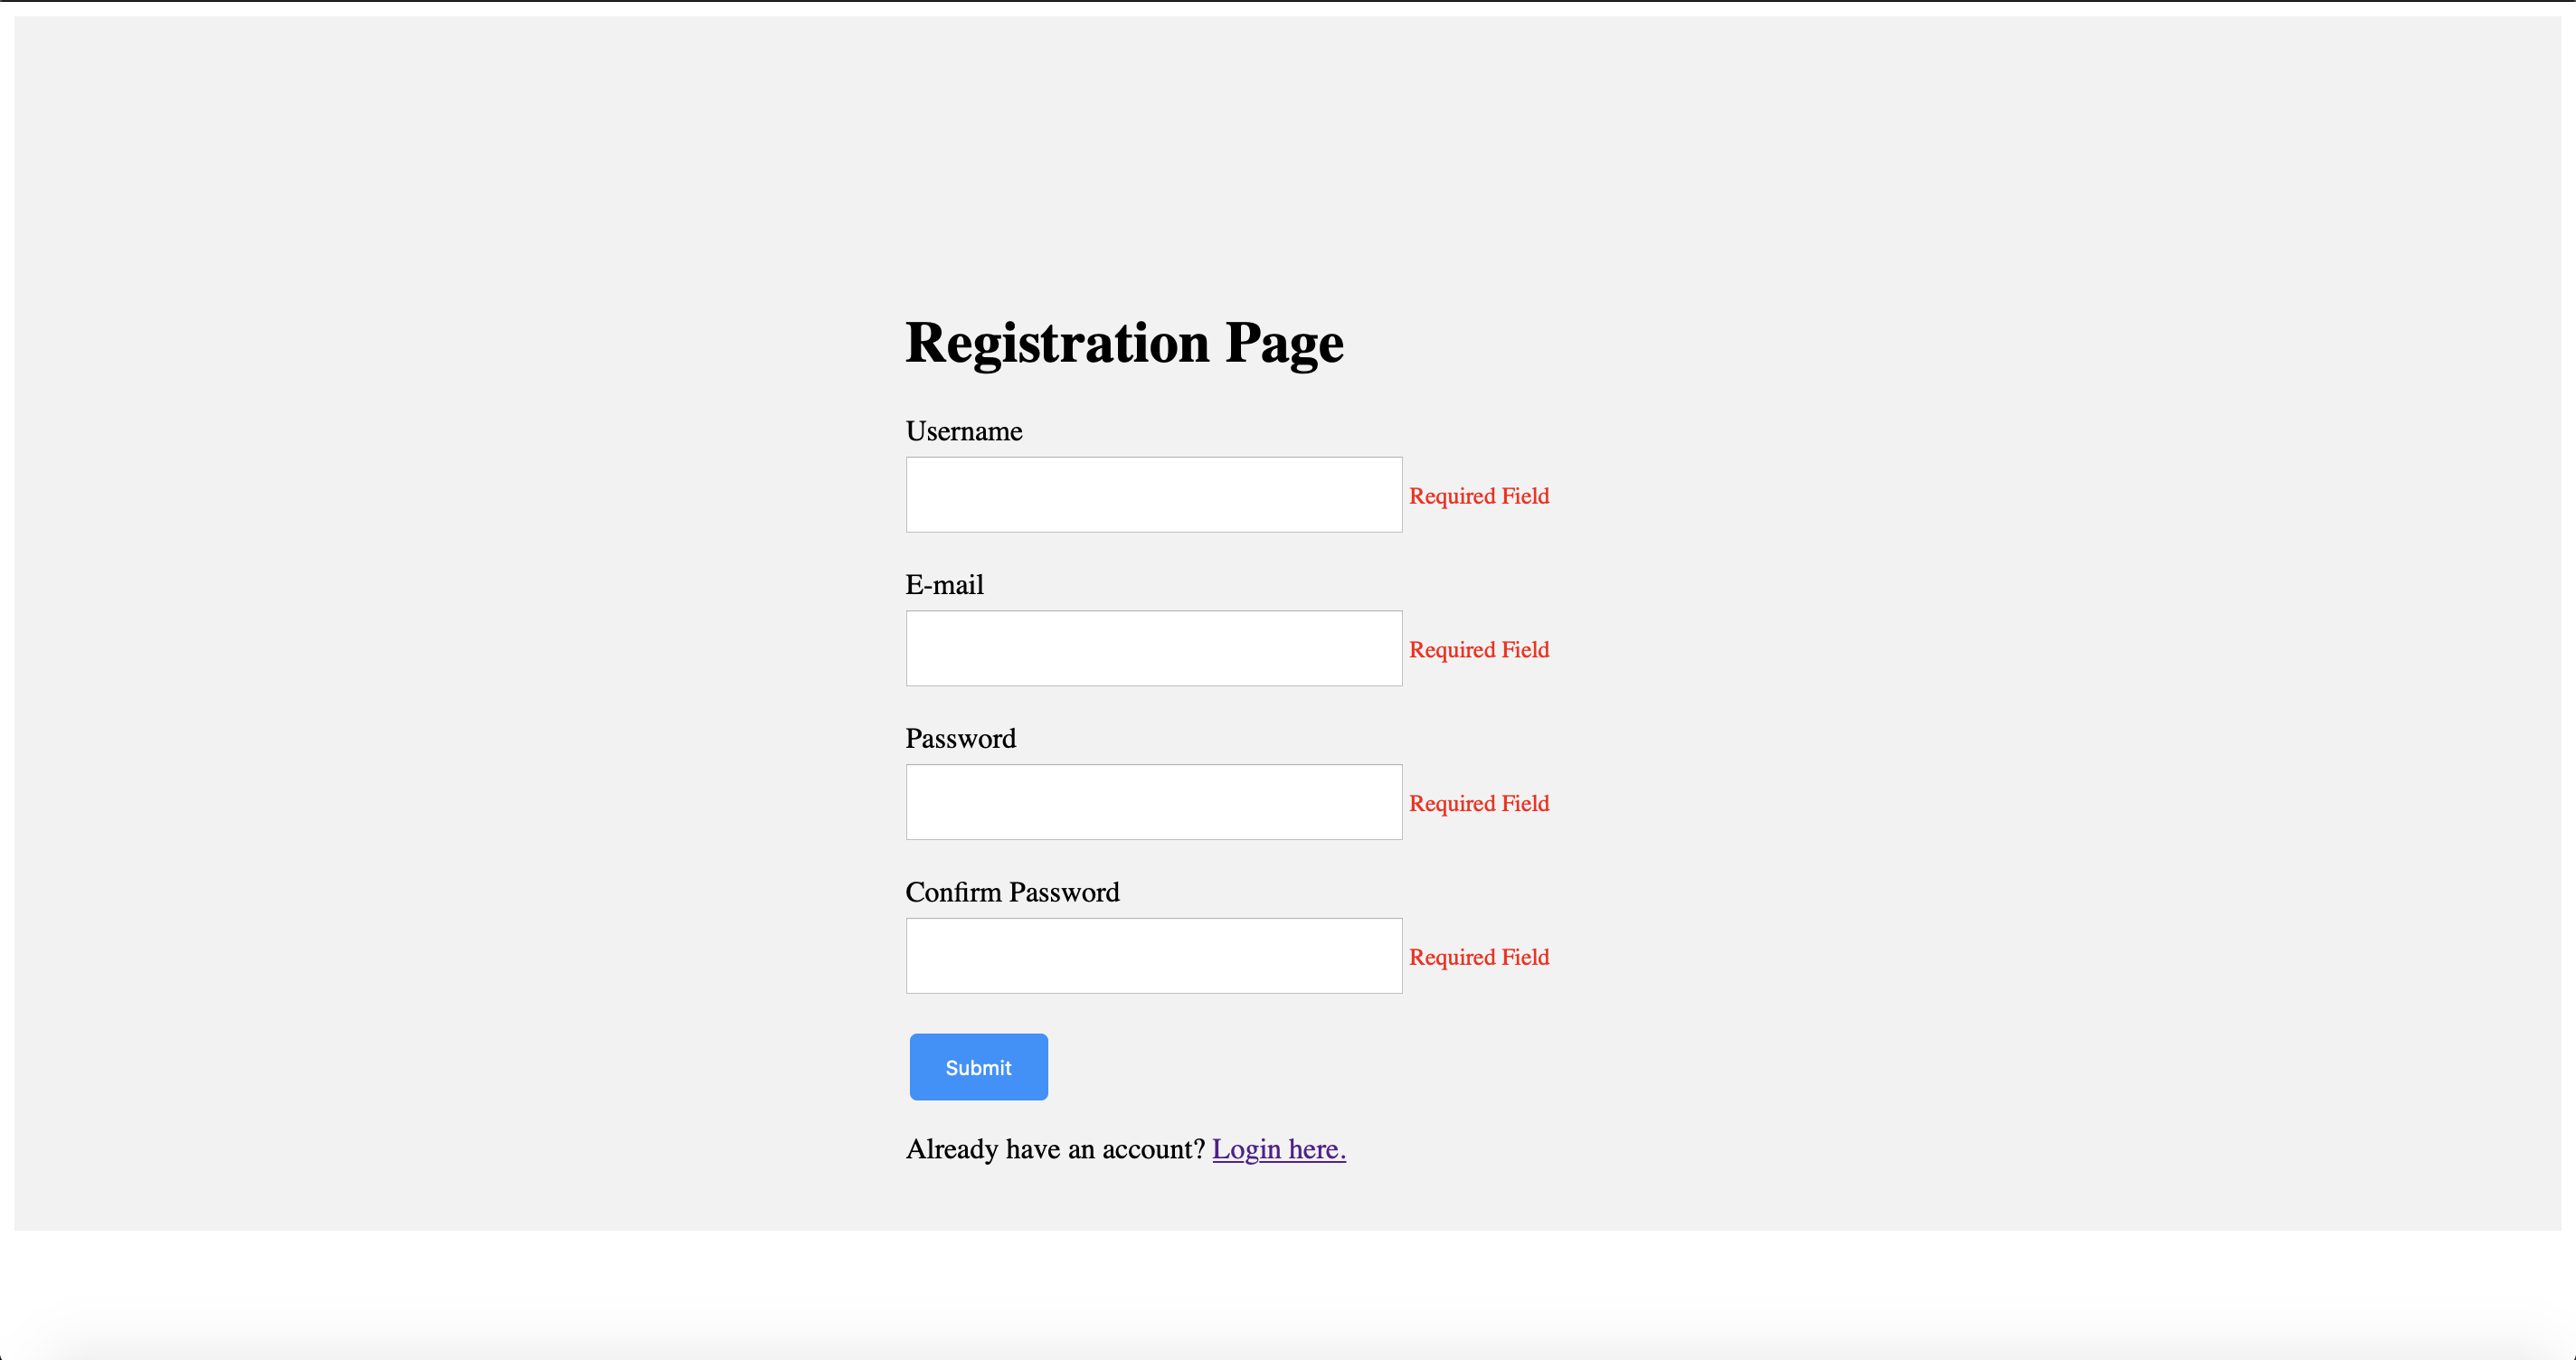 Registration Page
Username
Required Field
E-mail
Required Field
Password
Required Field
Confirm Password
Required Field
Submit
Already have an account? Login here.